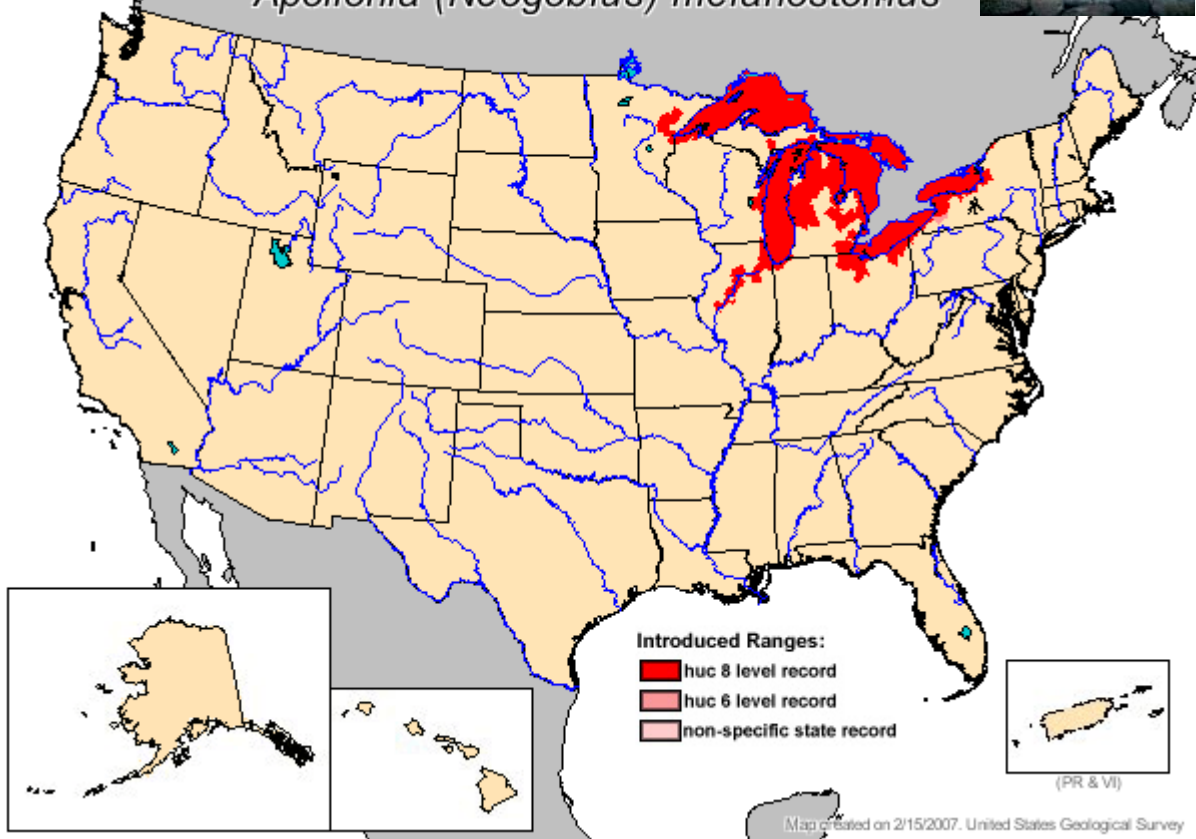 Apollonia (Neogobius) melanostomus
Introduced Ranges:
huc 8 level record
huc 6 level record
non-specific state record
(PR & VI)
Map created on 2/15/2007. United States Geological Survey